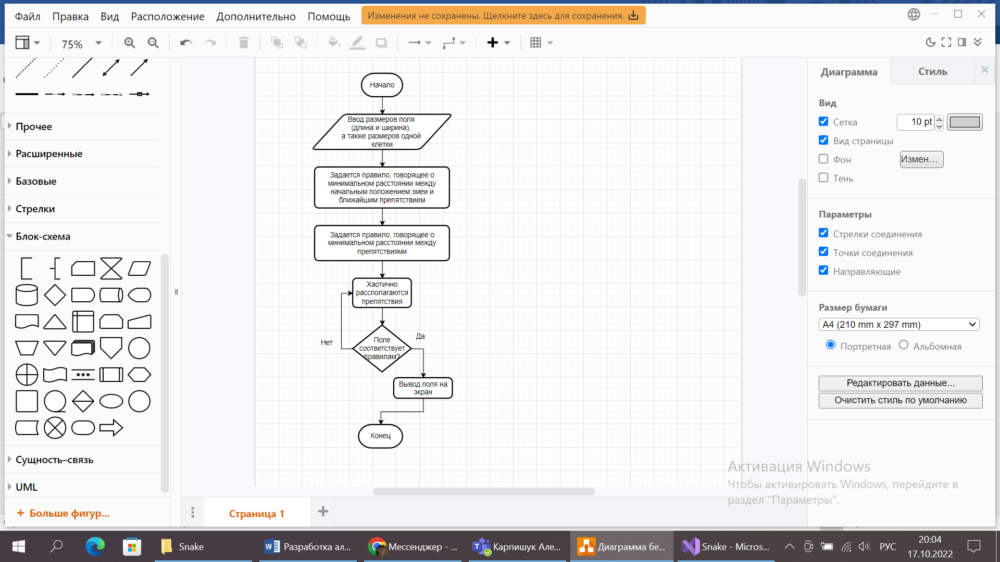 Файл Правка Вид Расположение Дополнительно Помощь
Изменения не сохранены. Щелкните здесь для сохранения.
75%
Прочее
Расширенные
Базовые
Стрелки
Блок-схема
Сущность–связь
UML
+ Больше фигур...
Начало
Ввод размеров поля
(длина и ширина),
а также размеров одной
клетки
Задается правило, говорящее о
минимальном расстоянии между
начальным положением змеи и
ближайшим препятствием
Задается правило, говорящее о
минимальном расстоянии между
препятствиями
Хаотично
рассполагаются
препятствия
Поле
соответствует
правилам?
Нет
Да
Вывод поля на
экран
Конец
Страница 1
Диаграмма Стиль
Вид
Сетка 10 pt
Вид страницы
Фон Измен...
Тень
Параметры
Стрелки соединения
Точки соединения
Направляющие
Размер бумаги
A4 (210 mm x 297 mm)
Портретная Альбомная
Редактировать данные...
Очистить стиль по умолчанию
Активация Windows
Чтобы активировать Windows, перейдите в
раздел "Параметры".
Snake
Разработка ал...
Мессенджер - ...
Карпишук Але...
Диаграмма бе...
Snake - Micros...
РУС
20:04
17.10.2022